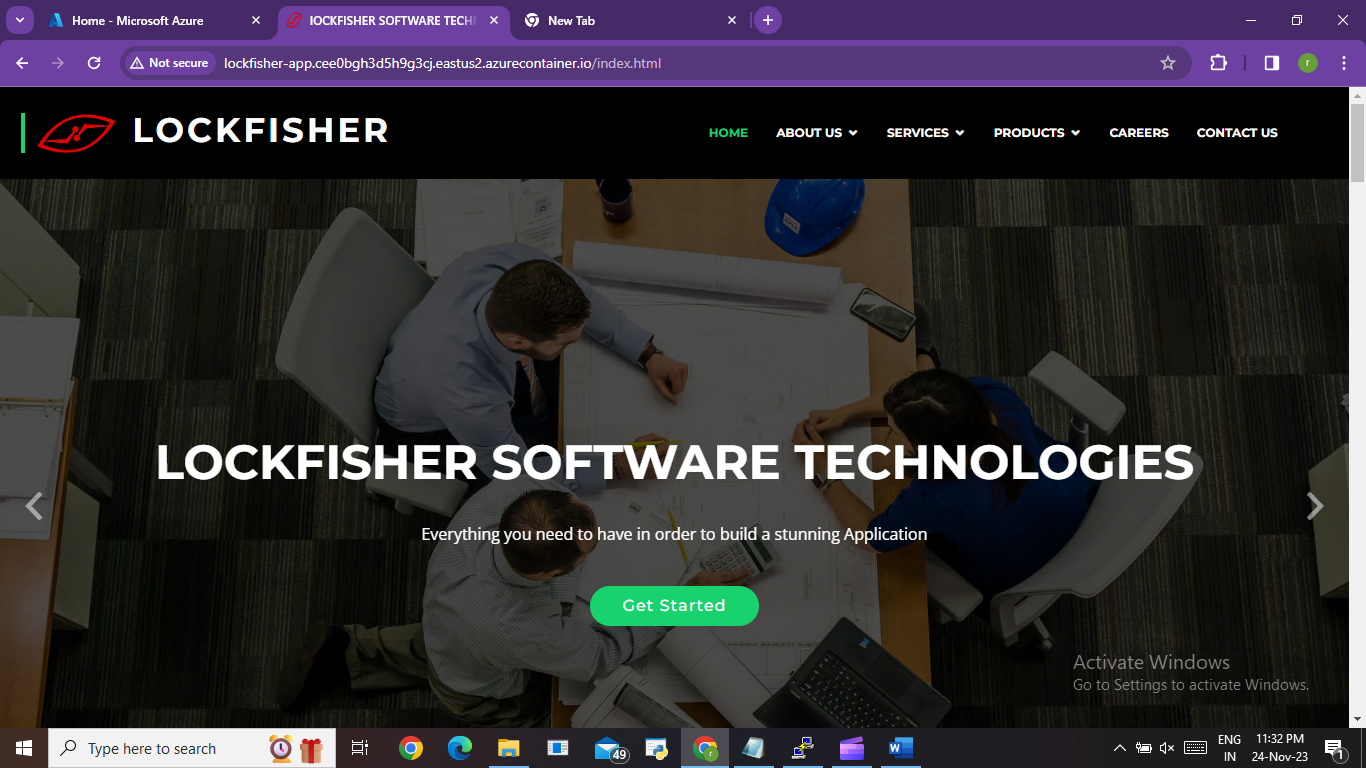 Home - Microsoft Azure
lOCKFISHER SOFTWARE TECH
New Tab
Not secure
lockfisher-app.cee0bgh3d5h9g3cj.eastus2.azurecontainer.io/index.html
r
LOCKFISHER
HOME
ABOUT US
SERVICES
PRODUCTS
CAREERS
CONTACT US
LOCKFISHER SOFTWARE TECHNOLOGIES
Everything you need to have in order to build a stunning Application
Get Started
Activate Windows
Go to Settings to activate Windows.
Type here to search
49
r
ENG
IN
11:32 PM
24-Nov-23
1